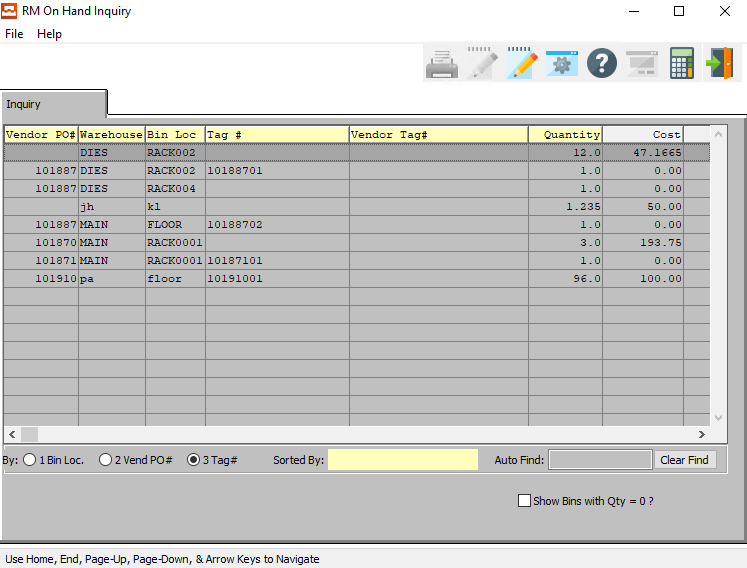 RM On Hand Inquiry
File Help
Inquiry
Vendor PO# Warehouse Bin Loc Tag # Vendor Tag# Quantity Cost
DIES RACK002 12.0 47.1665
101887 DIES RACK002 10188701 1.0 0.00
101887 DIES RACK004 1.0 0.00
jh kl 1.235 50.00
101887 MAIN FLOOR 10188702 1.0 0.00
101870 MAIN RACK0001 3.0 193.75
101871 MAIN RACK0001 10187101 1.0 0.00
101910 pa floor 10191001 96.0 100.00
By: 1 Bin Loc. 2 Vend PO# 3 Tag# Sorted By: Auto Find: Clear Find
Show Bins with Qty = 0 ?
Use Home, End, Page-Up, Page-Down, & Arrow Keys to Navigate